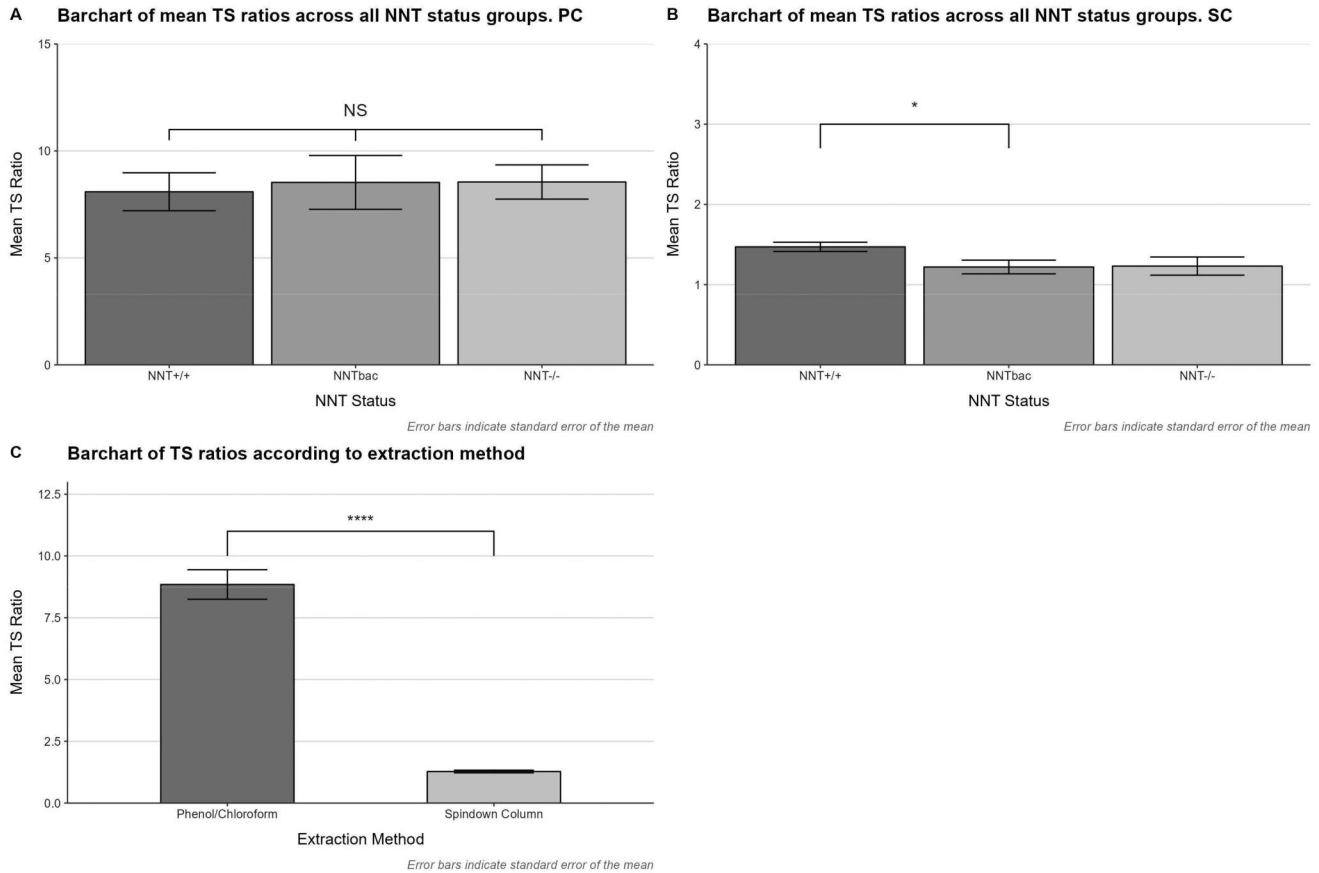 A Barchart of mean TS ratios across all NNT status groups. PC
15
10
5
0
Mean TS Ratio
NS
NNT+/+ NNTbac NNT-/-
NNT Status
Error bars indicate standard error of the mean
B Barchart of mean TS ratios across all NNT status groups. SC
4
3
2
1
0
Mean TS Ratio
*
NNT+/+ NNTbac NNT-/-
NNT Status
Error bars indicate standard error of the mean
C Barchart of TS ratios according to extraction method
12.5
10.0
7.5
5.0
2.5
0.0
Mean TS Ratio
****
Phenol/Chloroform Spindown Column
Extraction Method
Error bars indicate standard error of the mean